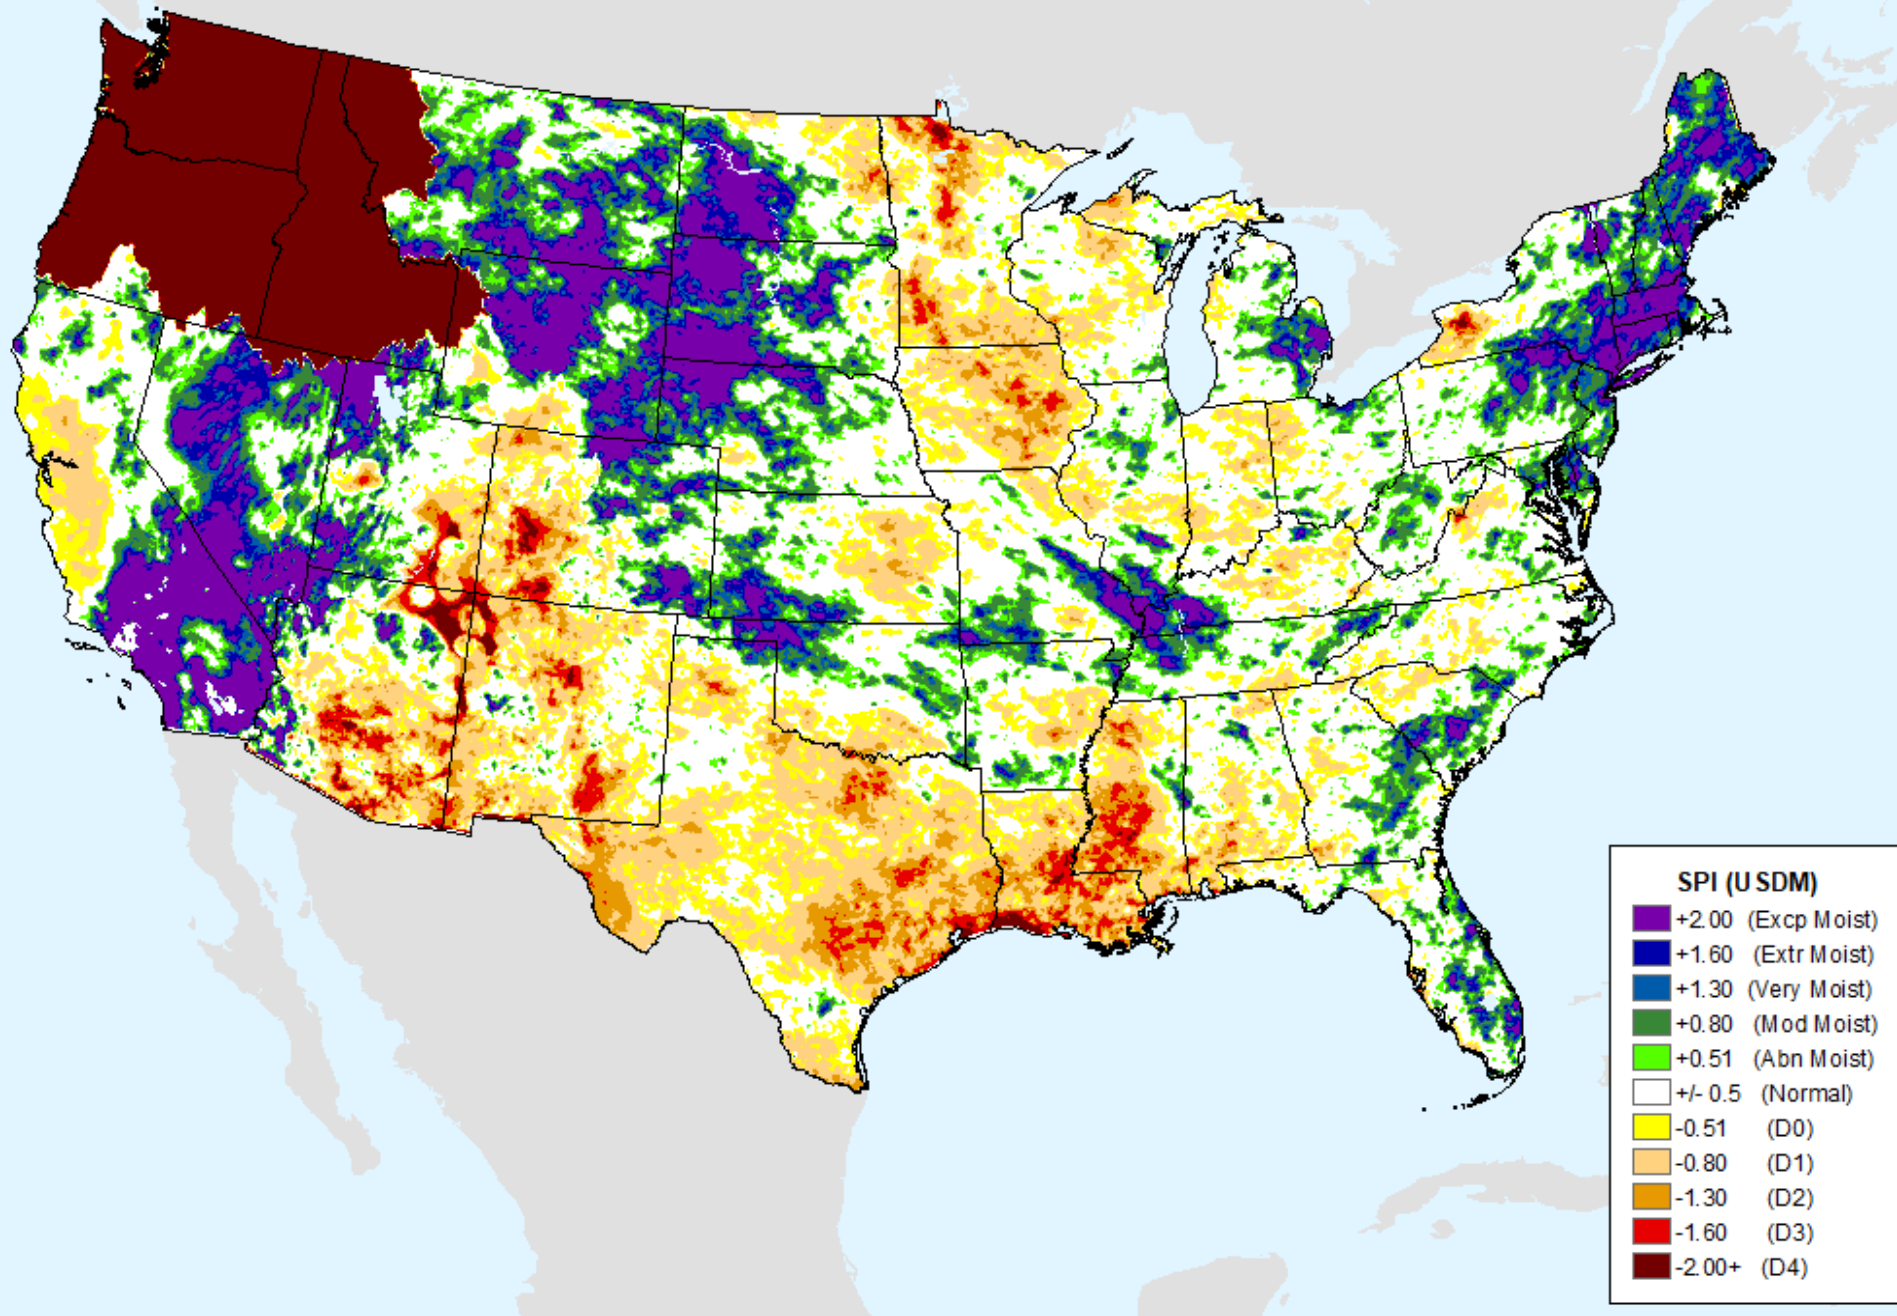 SPI (USDM)
+2.00 (Excp Moist)
+1.60 (Extr Moist)
+1.30 (Very Moist)
+0.80 (Mod Moist)
+0.51 (Abn Moist)
+/- 0.5 (Normal)
-0.51 (D0)
-0.80 (D1)
-1.30 (D2)
-1.60 (D3)
-2.00+ (D4)